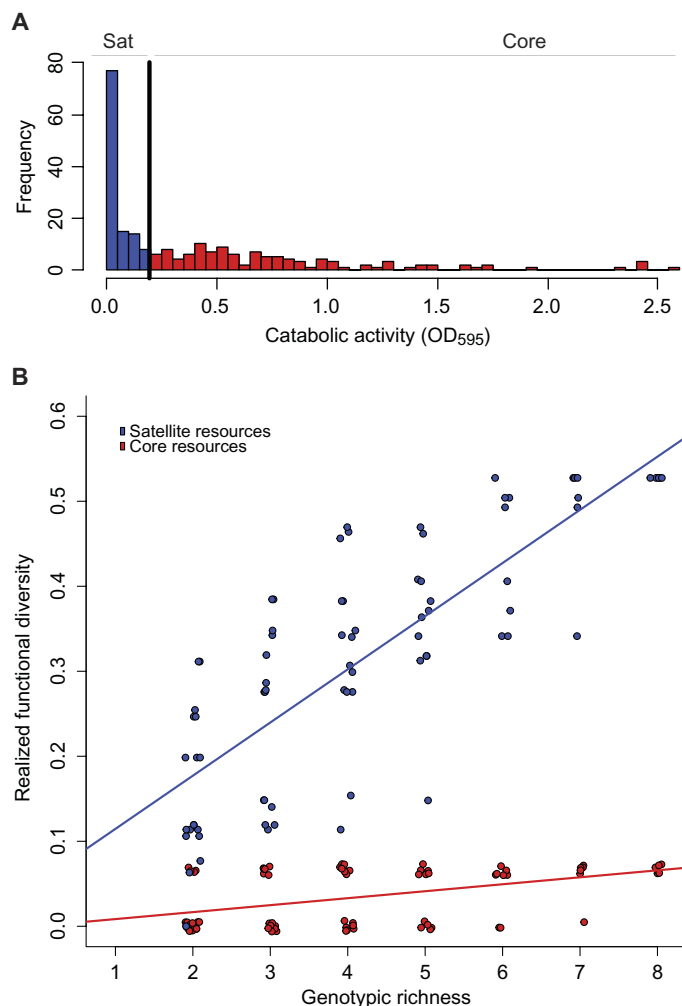 A
Sat Core
80
60
40
20
0
Frequency
0.0 0.5 1.0 1.5 2.0 2.5
Catabolic activity (OD595)
B
Satellite resources
Core resources
0.6
0.5
0.4
0.3
0.2
0.1
0.0
Realized functional diversity
1 2 3 4 5 6 7 8
Genotypic richness